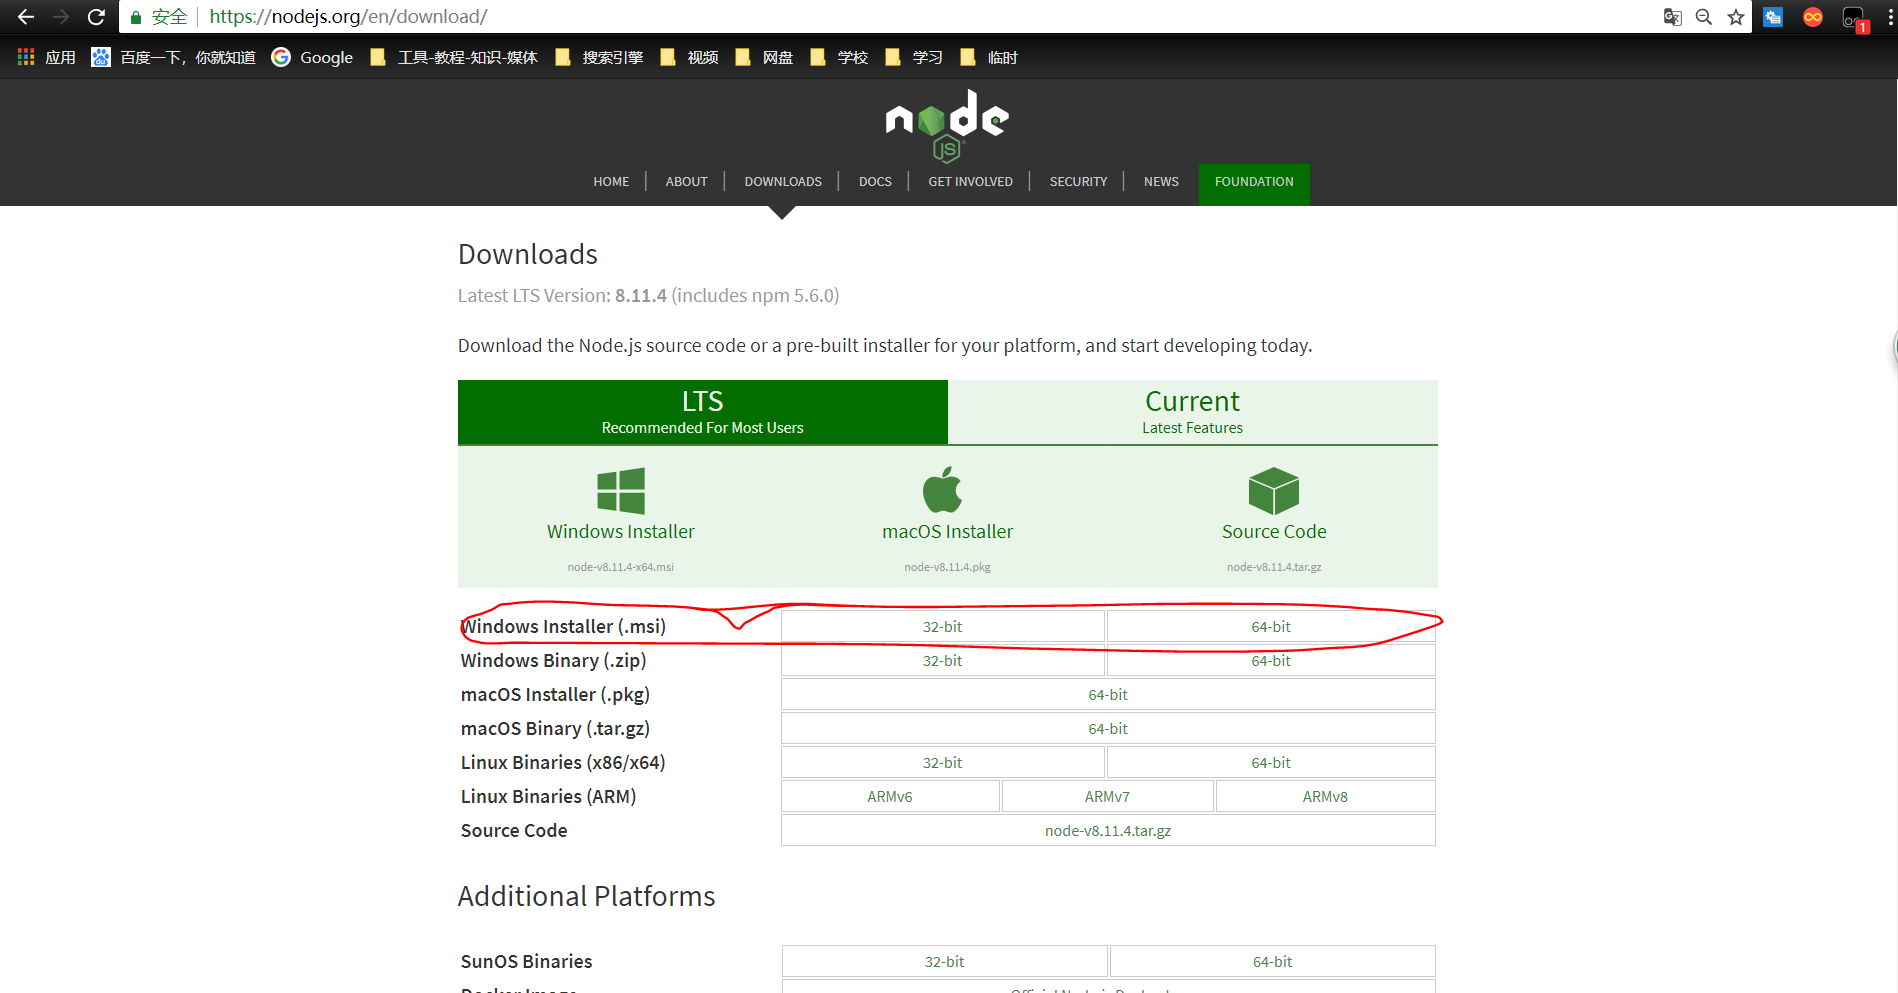 安全 https://nodejs.org/en/download/
1
应用 百度一下，你就知道 Google 工具-教程-知识-媒体 搜索引擎 视频 网盘 学校 学习 临时
node
JS
HOME ABOUT DOWNLOADS DOCS GET INVOLVED SECURITY NEWS FOUNDATION
Downloads
Latest LTS Version: 8.11.4 (includes npm 5.6.0)
Download the Node.js source code or a pre-built installer for your platform, and start developing today.
LTS Current
Recommended For Most Users Latest Features
Windows Installer macOS Installer Source Code
node-v8.11.4-x64.msi node-v8.11.4.pkg node-v8.11.4.tar.gz
Windows Installer (.msi) 32-bit 64-bit
Windows Binary (.zip) 32-bit 64-bit
macOS Installer (.pkg) 64-bit
macOS Binary (.tar.gz) 64-bit
Linux Binaries (x86/x64) 32-bit 64-bit
Linux Binaries (ARM) ARMv6 ARMv7 ARMv8
Source Code node-v8.11.4.tar.gz
Additional Platforms
SunOS Binaries 32-bit 64-bit